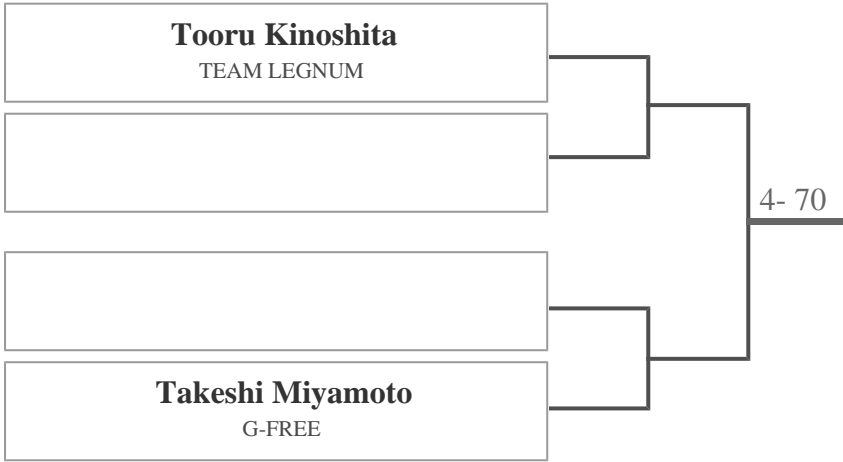 Tooru Kinoshita
TEAM LEGNUM
4- 70
Takeshi Miyamoto
G-FREE